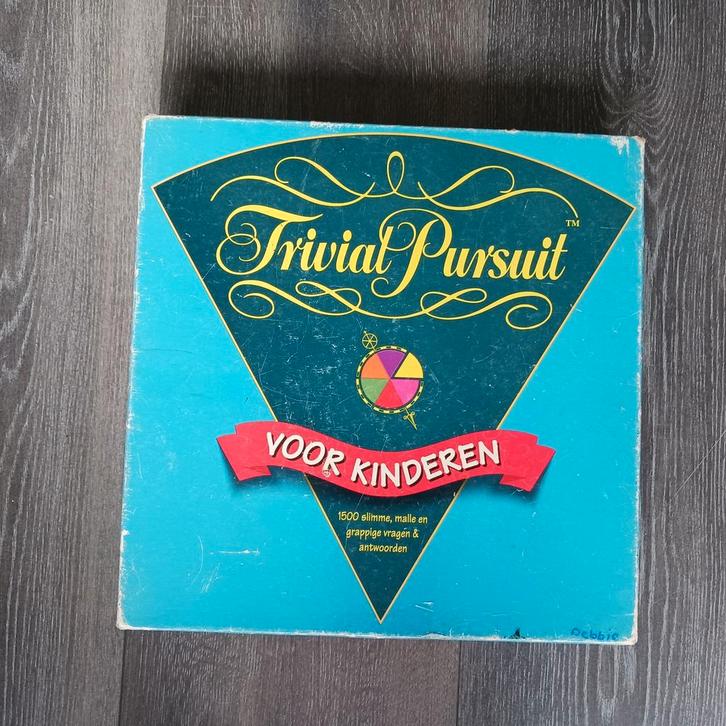 Trivial Pursuit™
VOOR KINDEREN
1500 slimme, malle en
grappige vragen &
antwoorden
Debbie